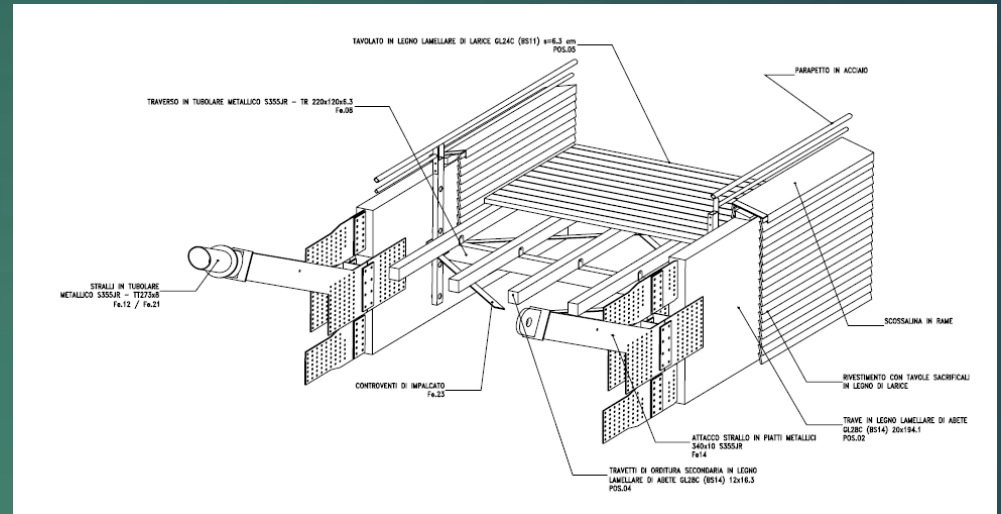 TAVOLATO IN LEGNO LAMELLARE DI LARICE GL24C (BS11) s=6.3 cm
POS.05
PARAPETTO IN ACCIAIO
TRAVERSO IN TUBOLARE METALLICO S355JR - TR 220x120x6.3
Fe.08
STRALLI IN TUBOLARE
METALLICO S355JR - TT273x8
Fe.12 / Fe.21
SCOSSALINA IN RAME
CONTROVENTI DI IMPALCATO
Fe.23
RIVESTIMENTO CON TAVOLE SACRIFICALI
IN LEGNO DI LARICE
TRAVE IN LEGNO LAMELLARE DI ABETE
GL28C (BS14) 20x194.1
POS.02
ATTACCO STRALLO IN PIATTI METALLICI
340x10 S355JR
Fe14
TRAVETTI DI ORDITURA SECONDARIA IN LEGNO
LAMELLARE DI ABETE GL28C (BS14) 12x16.3
POS.04